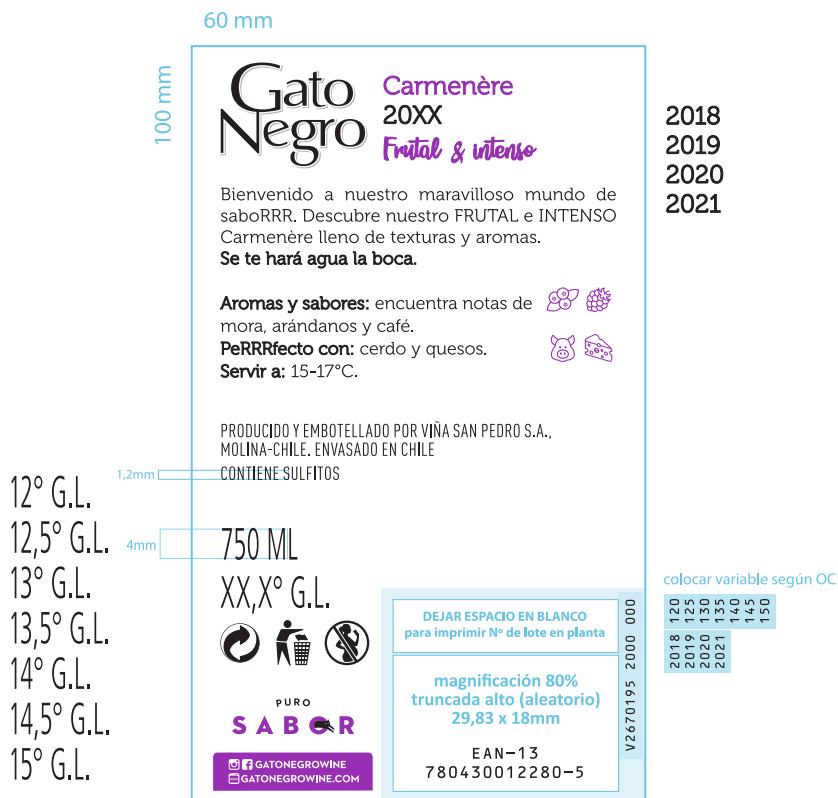 60 mm
100 mm
Gato
Negro
Carmenère
20XX
Frutal & intenso
2018
2019
2020
2021
Bienvenido a nuestro maravilloso mundo de
saboRRR. Descubre nuestro FRUTAL e INTENSO
Carmenère lleno de texturas y aromas.
Se te hará agua la boca.
Aromas y sabores: encuentra notas de
mora, arándanos y café.
PeRRRfecto con: cerdo y quesos.
Servir a: 15-17°C.
PRODUCIDO Y EMBOTELLADO POR VIÑA SAN PEDRO S.A.,
MOLINA-CHILE. ENVASADO EN CHILE
1,2mm
CONTIENE SULFITOS
12° G.L.
12,5° G.L.
13° G.L.
13,5° G.L.
14° G.L.
14,5° G.L.
15° G.L.
4mm
750 ML
XX,X° G.L.
PURO
SABOR
GATONEGROWINE
GATONEGROWINE.COM
DEJAR ESPACIO EN BLANCO
para imprimir Nº de lote en planta
magnificación 80%
truncada alto (aleatorio)
29,83 x 18mm
EAN-13
780430012280-5
V2670195 2000 000
colocar variable según OC
2018 120
2019 125
2020 130
2021 135
140
145
150